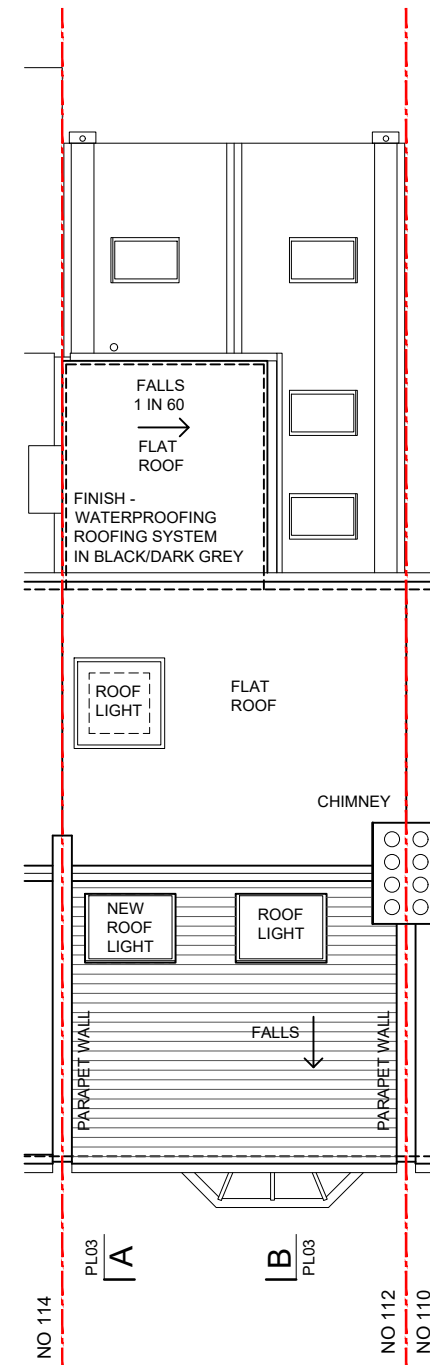 FALLS
1 IN 60
FLAT
ROOF
FINISH -
WATERPROOFING
ROOFING SYSTEM
IN BLACK/DARK GREY
ROOF
LIGHT
FLAT
ROOF
CHIMNEY
NEW
ROOF
LIGHT
ROOF
LIGHT
FALLS
PARAPET WALL
PARAPET WALL
PL03
A
B
PL03
NO 114
NO 112
NO 110